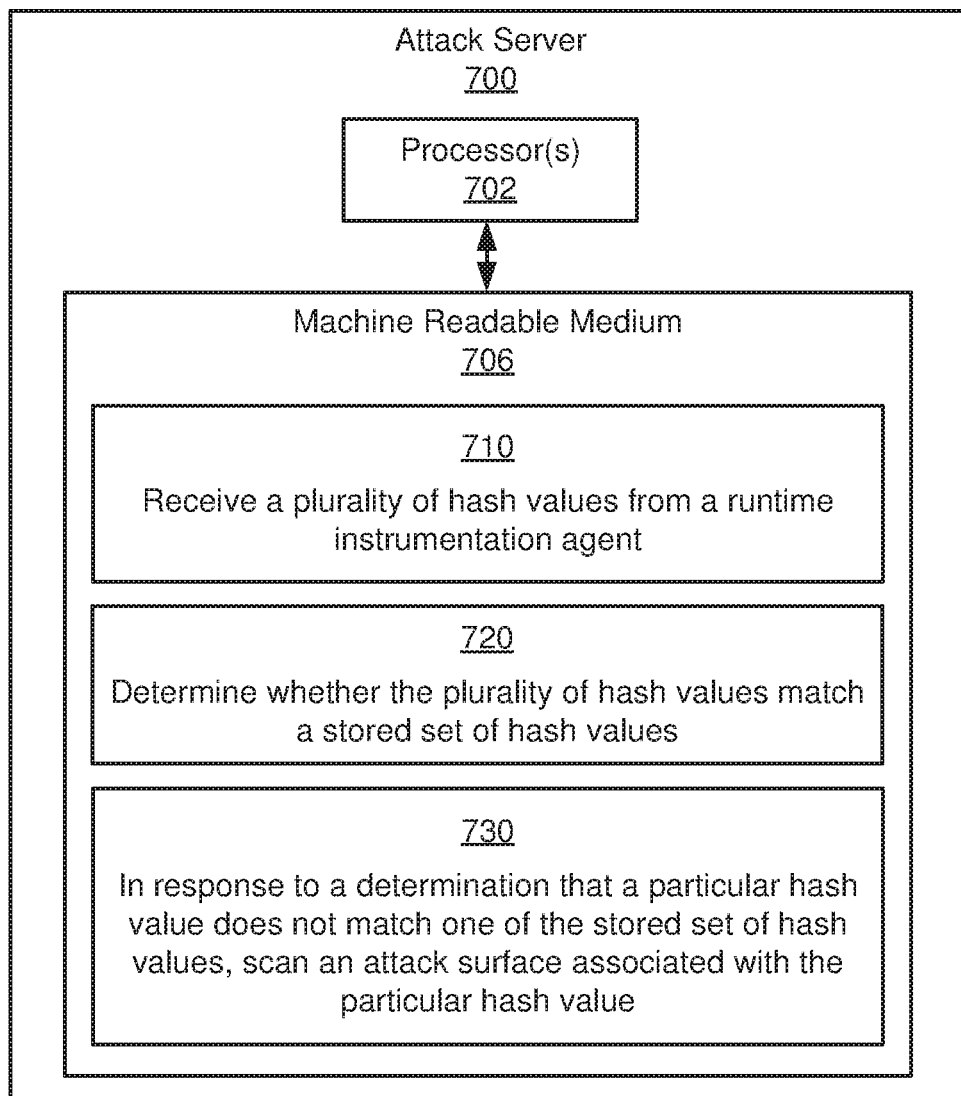 Attack Server
700
Processor(s)
702
Machine Readable Medium
706
710
Receive a plurality of hash values from a runtime
instrumentation agent
720
Determine whether the plurality of hash values match
a stored set of hash values
730
In response to a determination that a particular hash
value does not match one of the stored set of hash
values, scan an attack surface associated with the
particular hash value